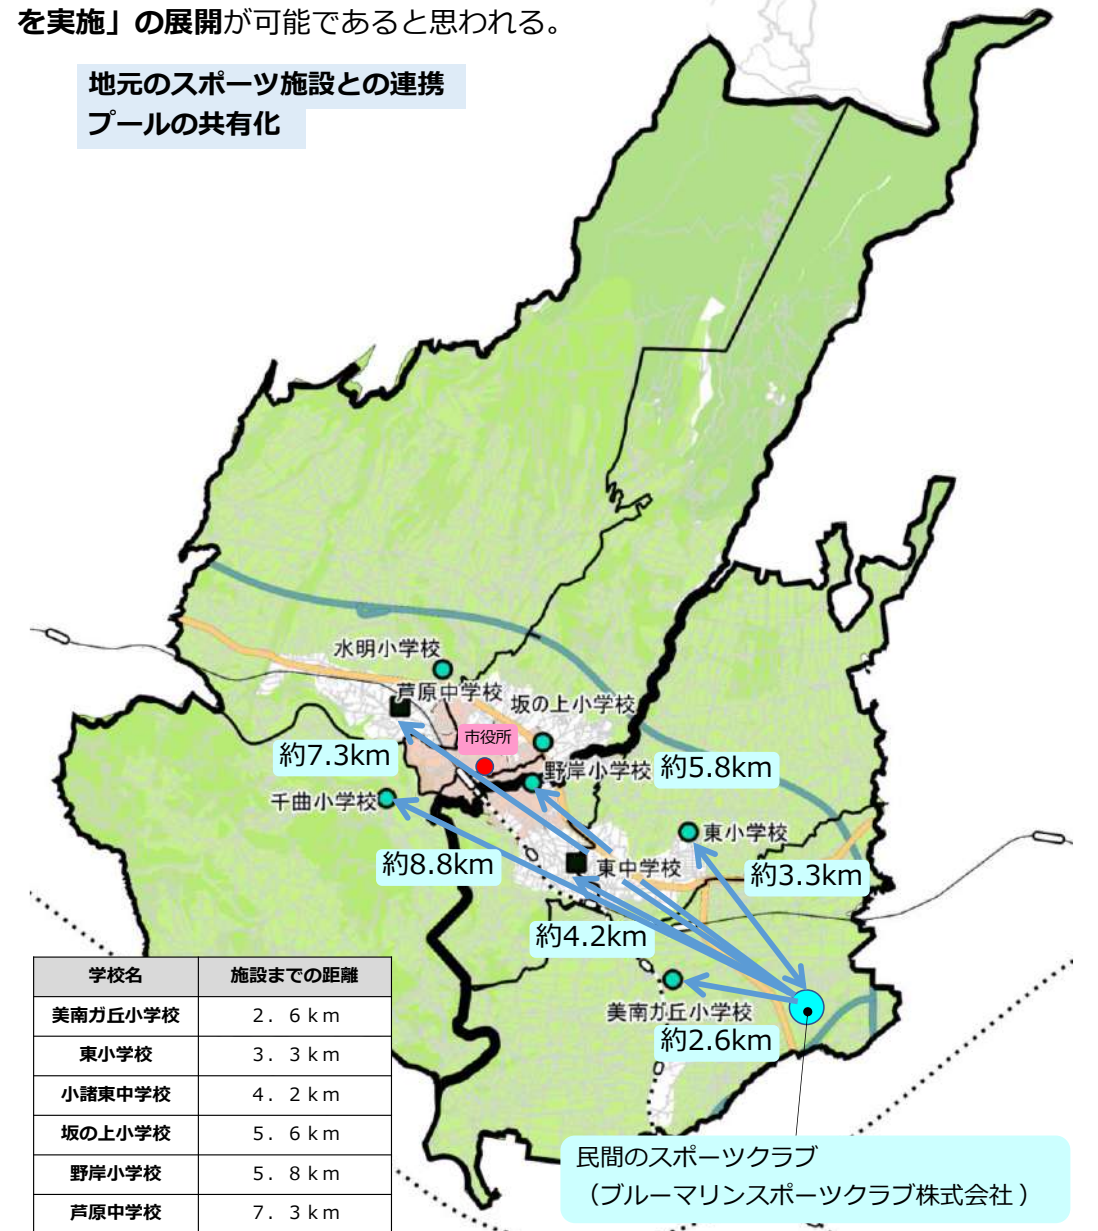 を実施」の展開が可能であると思われる。
地元のスポーツ施設との連携
プールの共有化
水明小学校
芦原中学校
坂の上小学校
市役所
約7.3km
野岸小学校
約5.8km
千曲小学校
東小学校
約8.8km
東中学校
約3.3km
約4.2km
美南ガ丘小学校
約2.6km
学校名 施設までの距離
美南ガ丘小学校 2．6ｋｍ
東小学校 3．3ｋｍ
小諸東中学校 4．2ｋｍ
坂の上小学校 5．6ｋｍ
野岸小学校 5．8ｋｍ
芦原中学校 7．3ｋｍ
民間のスポーツクラブ
（ブルーマリンスポーツクラブ株式会社）